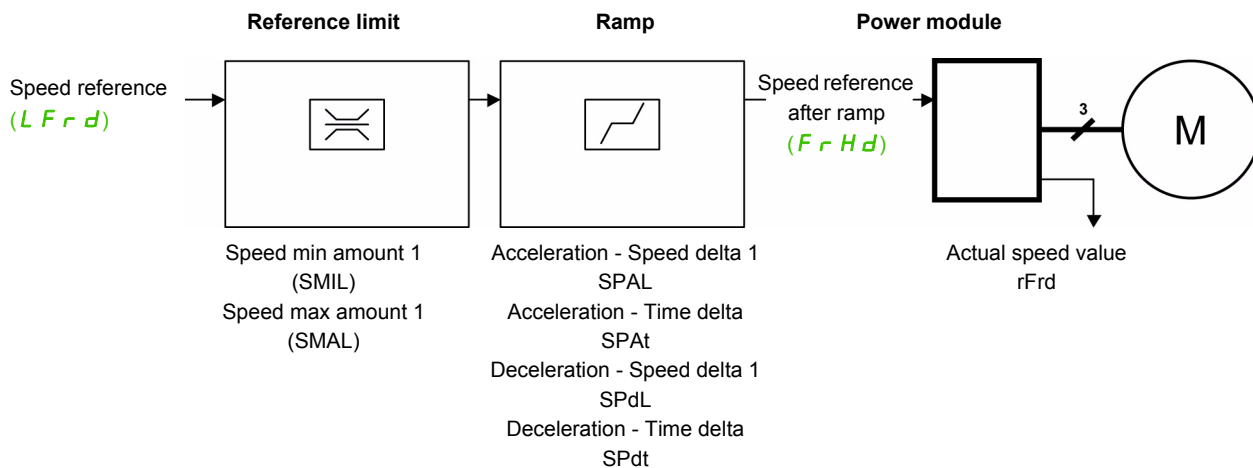 Reference limit
Ramp
Power module
Speed reference
(LFrd)
Speed reference
after ramp
(FrHd)
3
M
Speed min amount 1
(SMIL)
Speed max amount 1
(SMAL)
Acceleration - Speed delta 1
SPAL
Acceleration - Time delta
SPAt
Deceleration - Speed delta 1
SPdL
Deceleration - Time delta
SPdt
Actual speed value
rFrd